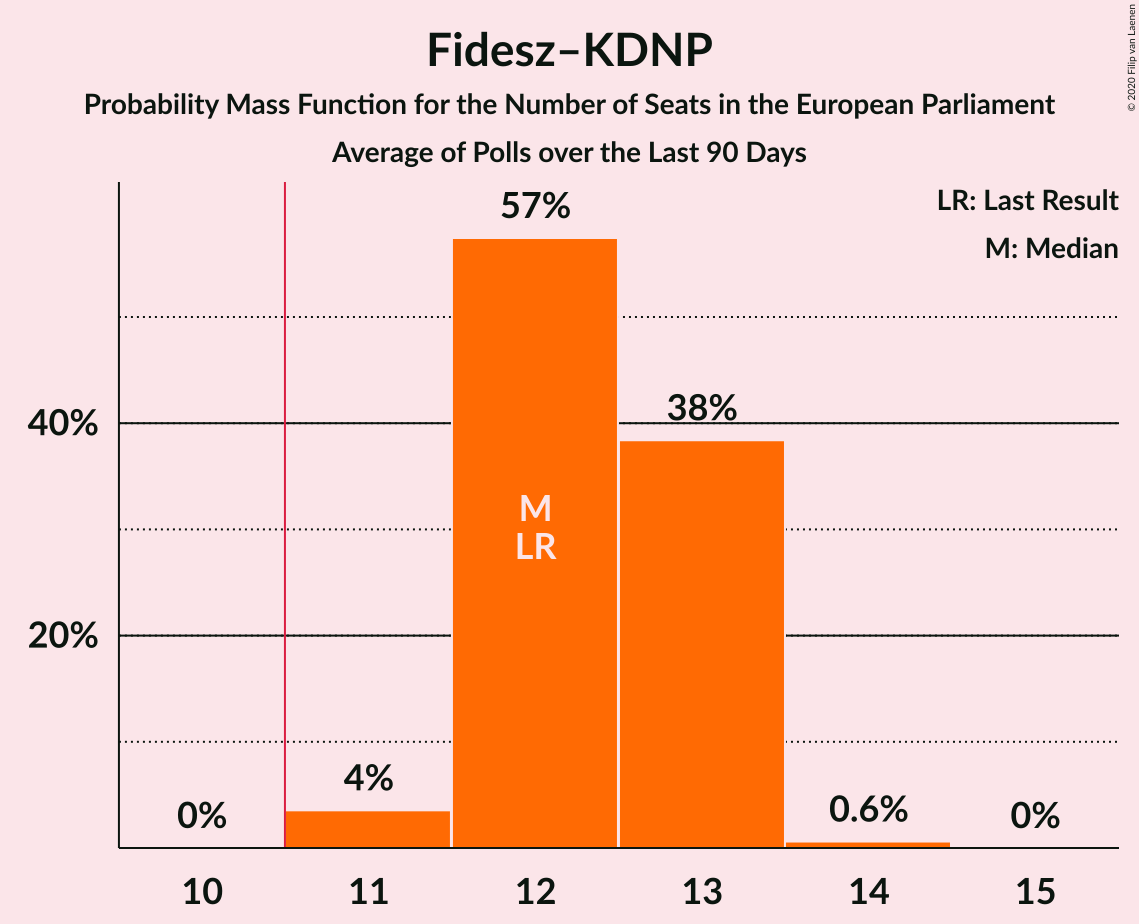 Fidesz–KDNP
Probability Mass Function for the Number of Seats in the European Parliament
Average of Polls over the Last 90 Days
© 2020 Filip van Laenen
LR: Last Result
M: Median
57%
38%
40%
M
LR
20%
4%
0%
0.6%
0%
10 11 12 13 14 15